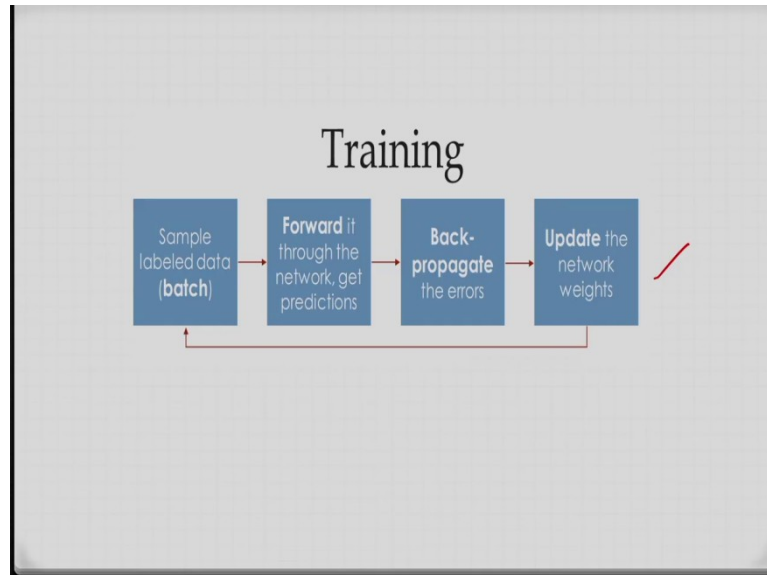 Training
Sample
labeled data
(batch)
Forward it
through the
network, get
predictions
Back-
propagate
the errors
Update the
network
weights